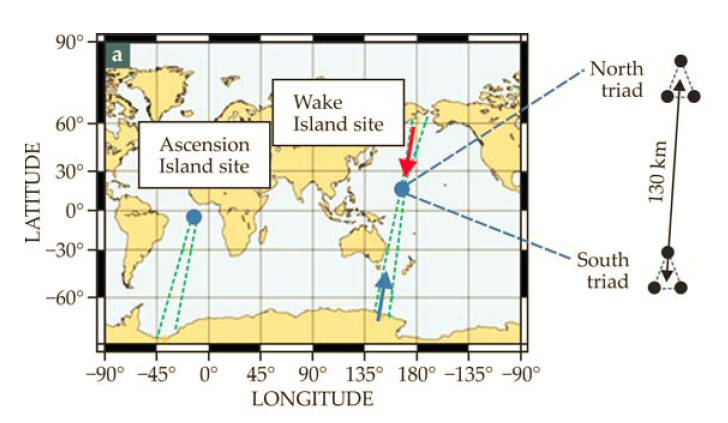 90°
a
60°
30°
0°
−30°
−60°
LATITUDE
Wake
Island site
Ascension
Island site
North
triad
130 km
South
triad
−90° −45° 0° 45° 90° 135° 180° −135° −90°
LONGITUDE